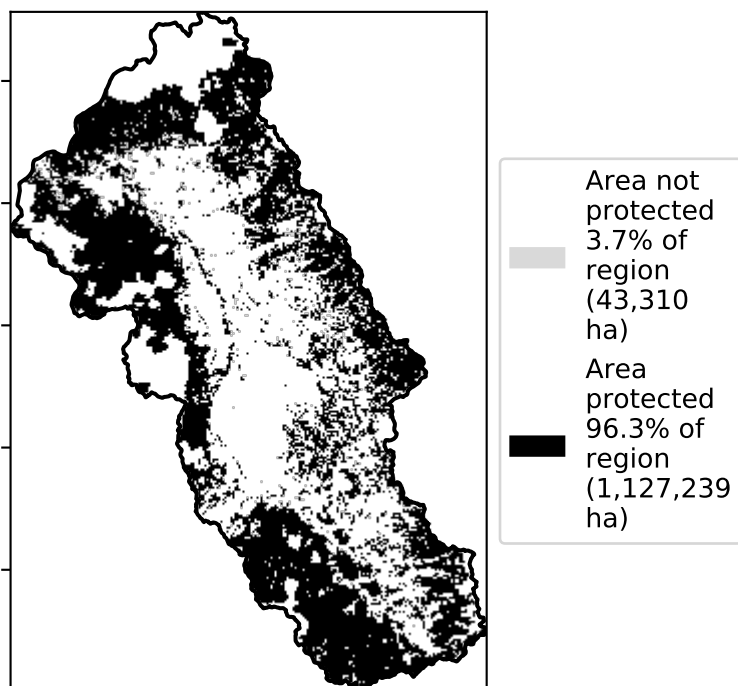 Area not
protected
3.7% of
region
(43,310
ha)
Area
protected
96.3% of
region
(1,127,239
ha)